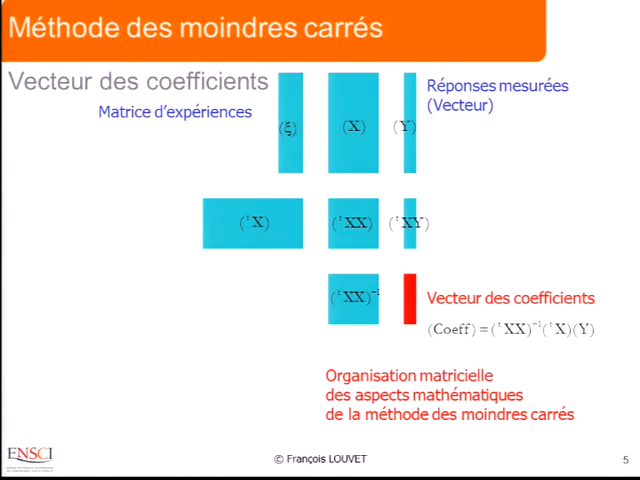 Méthode des moindres carrés
Vecteur des coefficients
Réponses mesurées
(Vecteur)
Matrice d'expériences
(ξ) (X) (Y)
(ᵗX) (ᵗXX) (ᵗXY)
(ᵗXX)⁻¹
Vecteur des coefficients
(Coeff) = (ᵗXX)⁻¹(ᵗX)(Y)
Organisation matricielle
des aspects mathématiques
de la méthode des moindres carrés
ENSCI
© François LOUVET
5